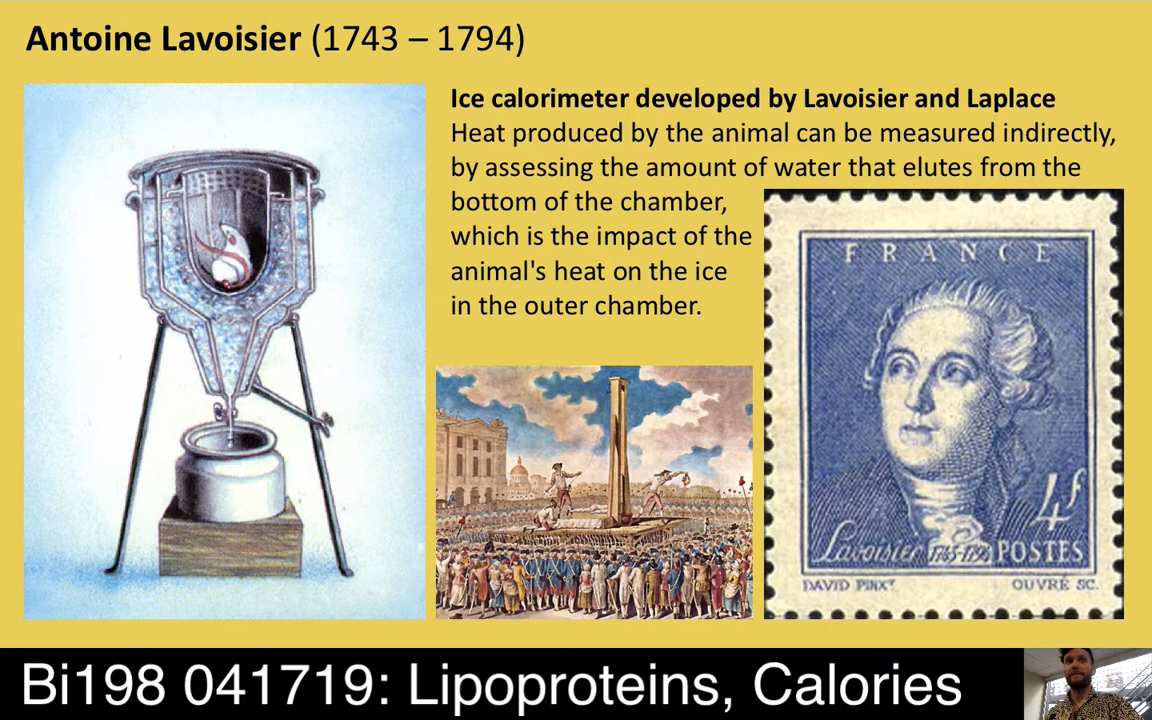 Antoine Lavoisier (1743 – 1794)
Ice calorimeter developed by Lavoisier and Laplace
Heat produced by the animal can be measured indirectly,
by assessing the amount of water that elutes from the
bottom of the chamber,
which is the impact of the
animal's heat on the ice
in the outer chamber.
FRANCE
4f
Lavoisier 1743-1794 POSTES
DAVID PINXT OUVRÉ SC.
Bi198 041719: Lipoproteins, Calories